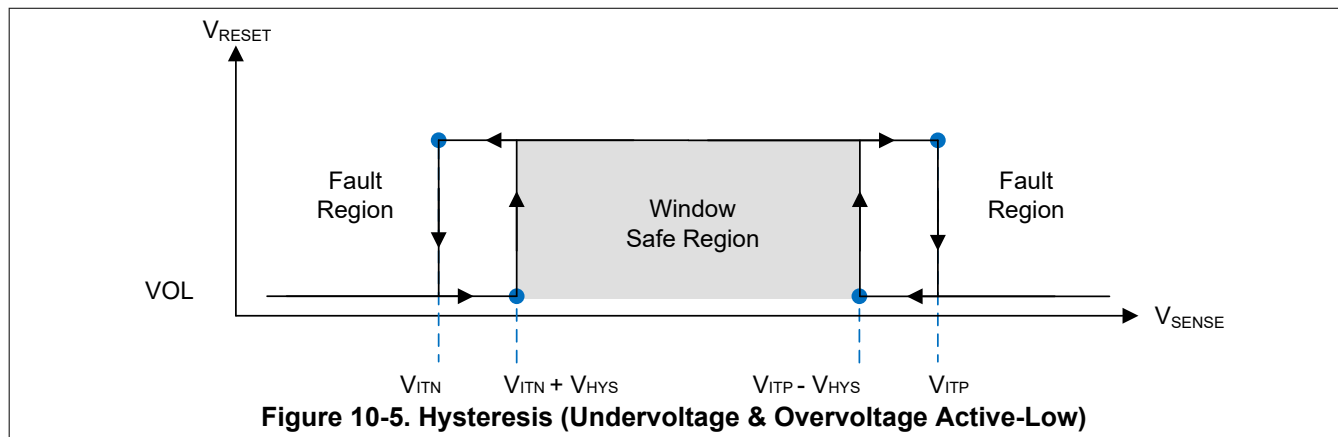 VRESET
Fault
Region
Window
Safe Region
Fault
Region
VOL
VSENSE
VITN
VITN + VHYS
VITP - VHYS
VITP
Figure 10-5. Hysteresis (Undervoltage & Overvoltage Active-Low)